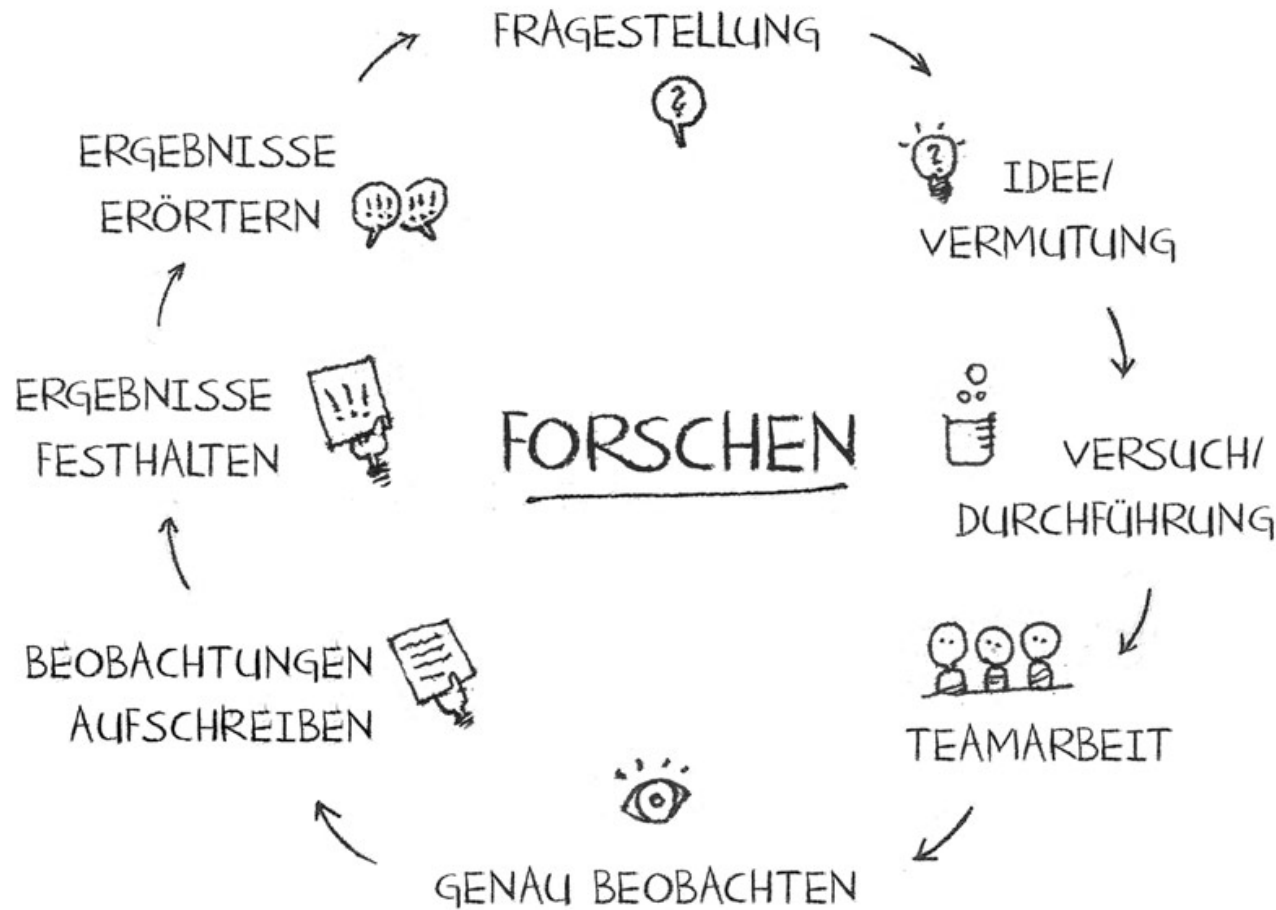 FRAGESTELLUNG
IDEE/
VERMUTUNG
VERSUCH/
DURCHFÜHRUNG
TEAMARBEIT
GENAU BEOBACHTEN
BEOBACHTUNGEN
AUFSCHREIBEN
ERGEBNISSE
FESTHALTEN
ERGEBNISSE
ERÖRTERN
FORSCHEN